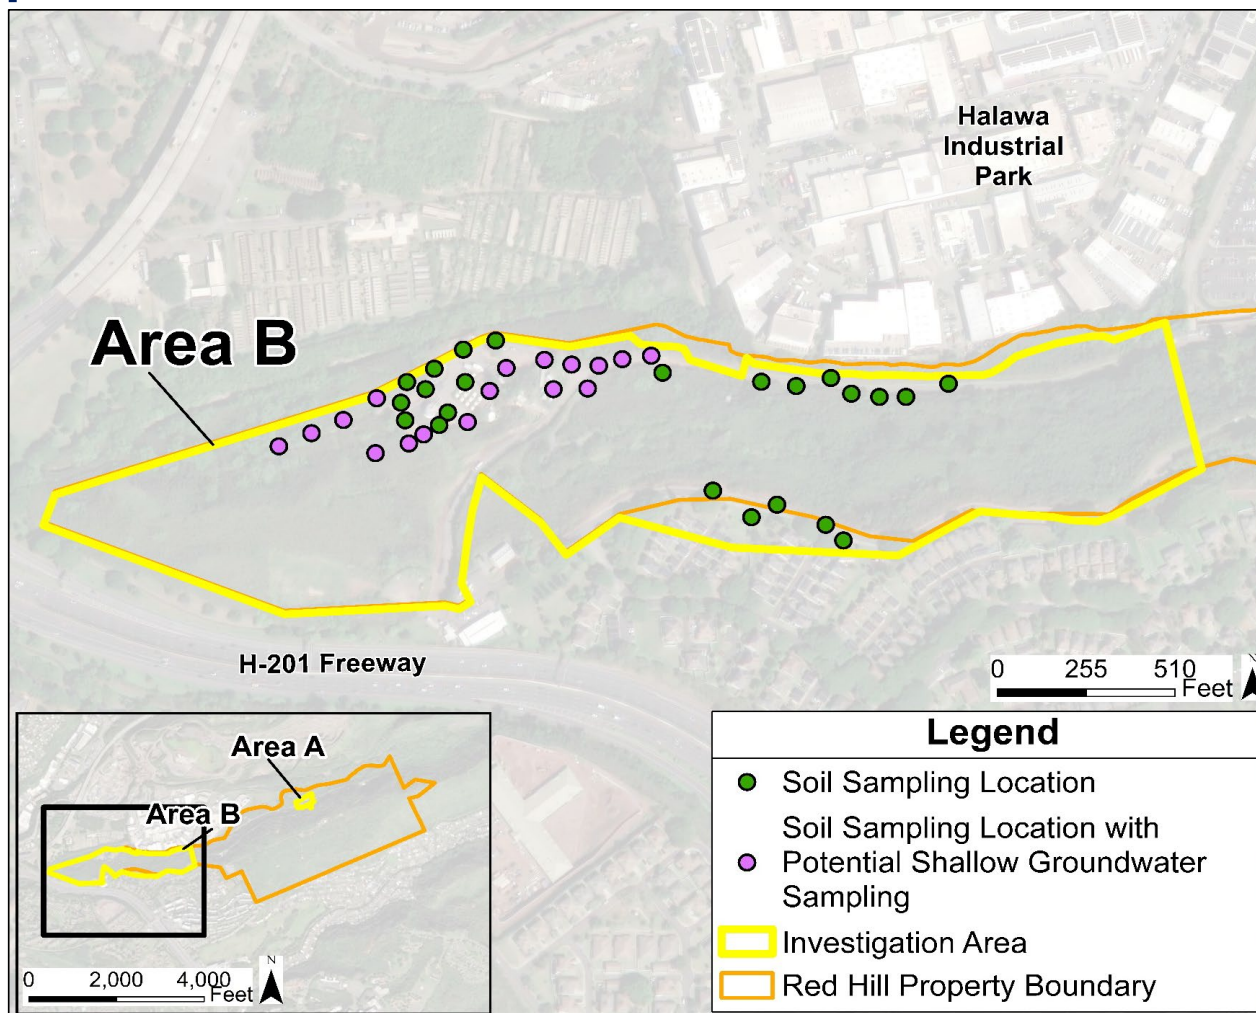 Halawa
Industrial
Park
Area B
H-201 Freeway
0 255 510
Feet
Area A
Area B
0 2,000 4,000
Feet
N
Legend
Soil Sampling Location
Soil Sampling Location with
Potential Shallow Groundwater
Sampling
Investigation Area
Red Hill Property Boundary